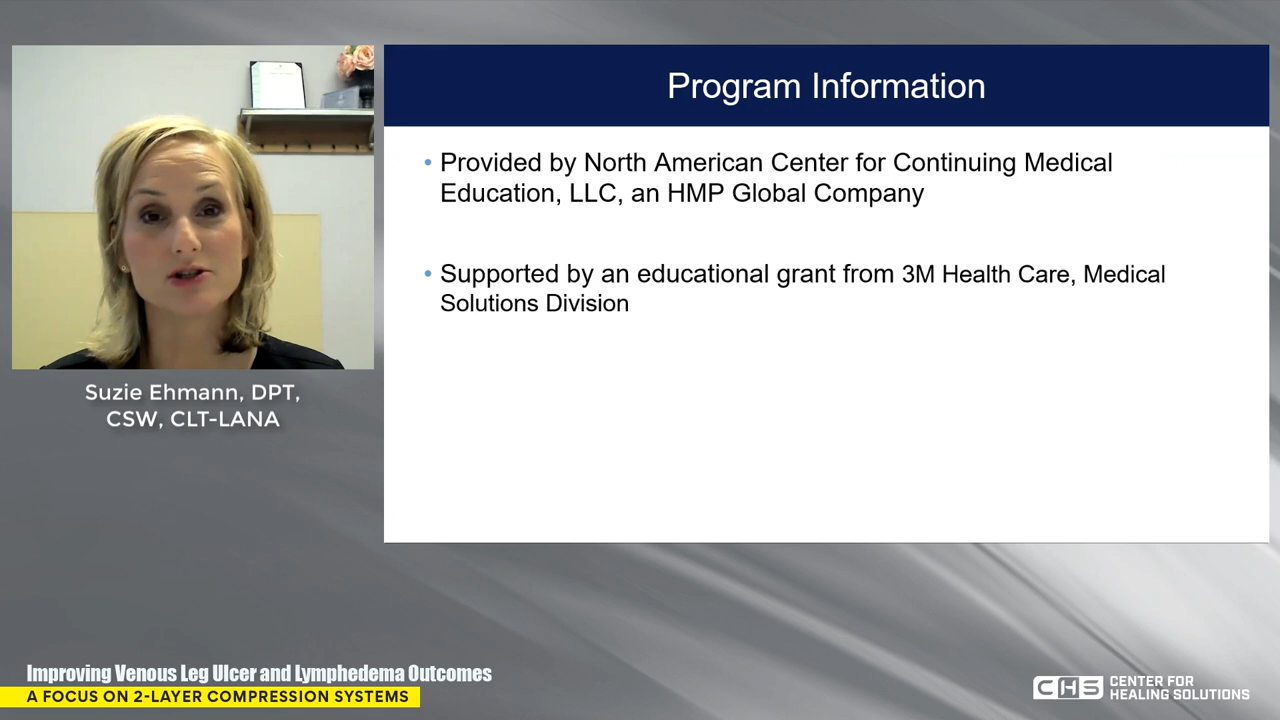 Program Information
• Provided by North American Center for Continuing Medical
Education, LLC, an HMP Global Company
• Supported by an educational grant from 3M Health Care, Medical
Solutions Division
Suzie Ehmann, DPT,
CSW, CLT-LANA
Improving Venous Leg Ulcer and Lymphedema Outcomes
A FOCUS ON 2-LAYER COMPRESSION SYSTEMS
CHS
CENTER FOR
HEALING SOLUTIONS